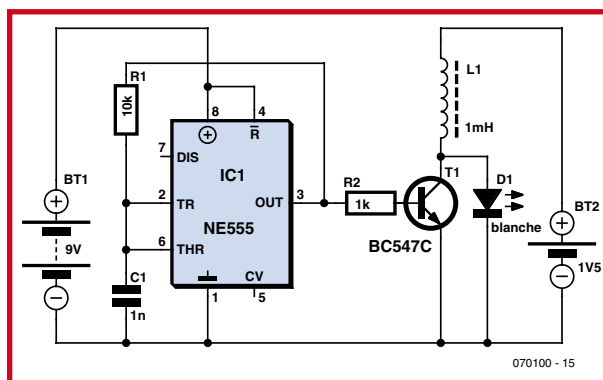 R1
10k
8
4
R
L1
1mH
7
DIS
IC1
BT1
2
TR
OUT
3
R2
1k
T1
D1
BT2
9V
NE555
blanche
6
THR
BC547C
1V5
C1
1n
CV
1
5
070100 - 15